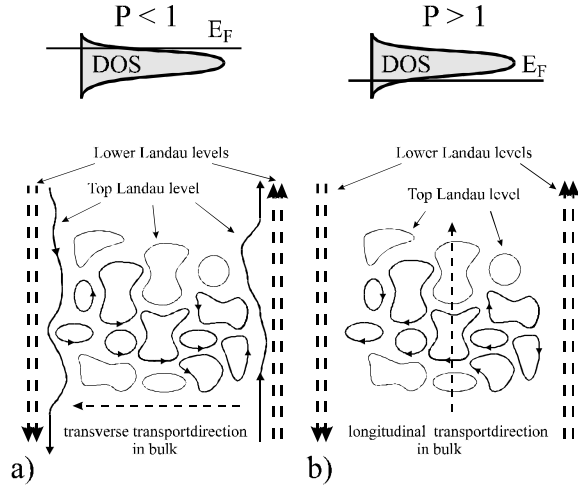 P < 1
E_F
DOS
Lower Landau levels
Top Landau level
transverse transportdirection
in bulk
a)
P > 1
E_F
DOS
Lower Landau levels
Top Landau level
longitudinal transportdirection
in bulk
b)